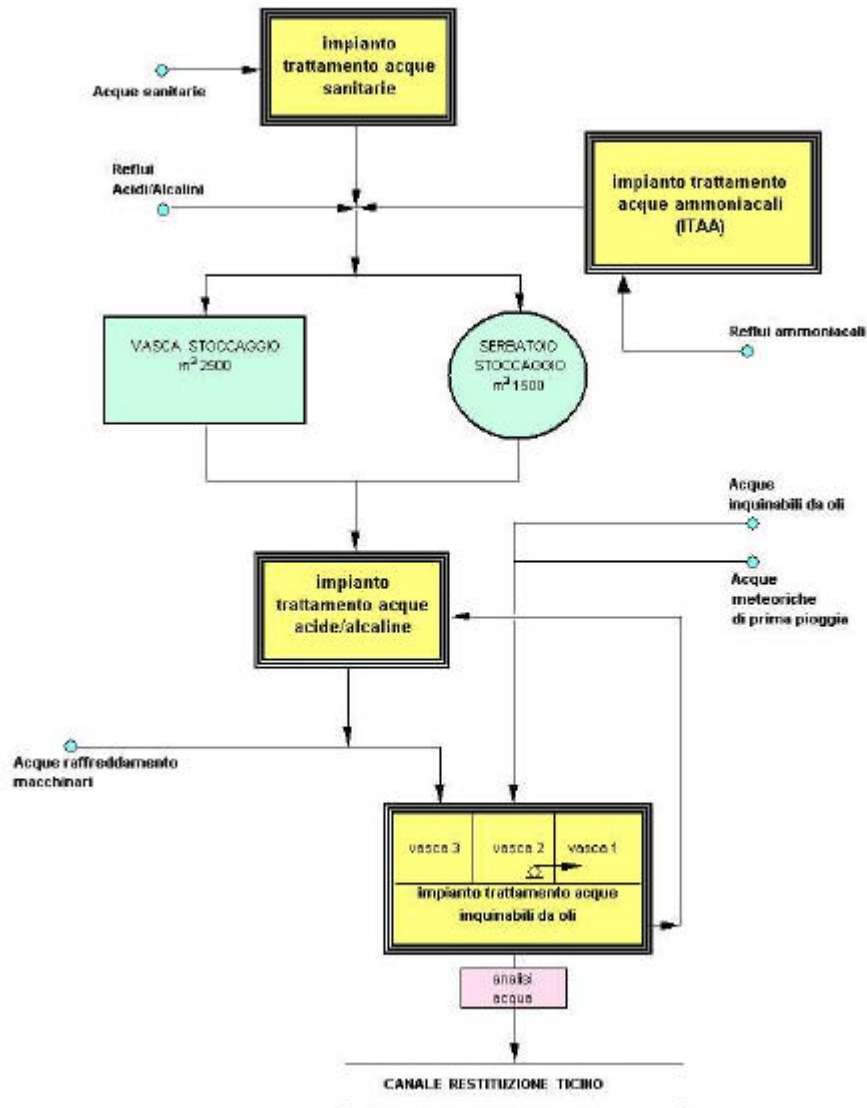 impianto
trattamento acque
sanitarie
Acque sanitarie
Reflui
Acidi/Alcalini
impianto trattamento
acque ammoniacali
(ITAA)
Reflui ammoniacali
VASCA STOCCAGGIO
m³ 2500
SERBATOIO
STOCCAGGIO
m³ 1500
Acque
inquinabili da oli
Acque
meteoriche
di prima pioggia
impianto
trattamento acque
acide/alcaline
Acque raffreddamento
macchinari
vasca 3
vasca 2
vasca 1
impianto trattamento acque
inquinabili da oli
analisi
acqua
CANALE RESTITUZIONE TICINO